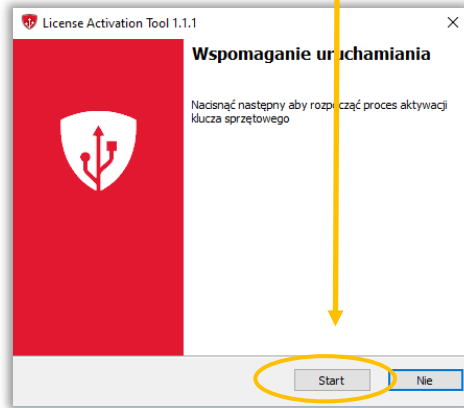 License Activation Tool 1.1.1
Wspomaganie uruchamiania
Nacisnąć następny aby rozpocząć proces aktywacji
klucza sprzętowego
Start
Nie